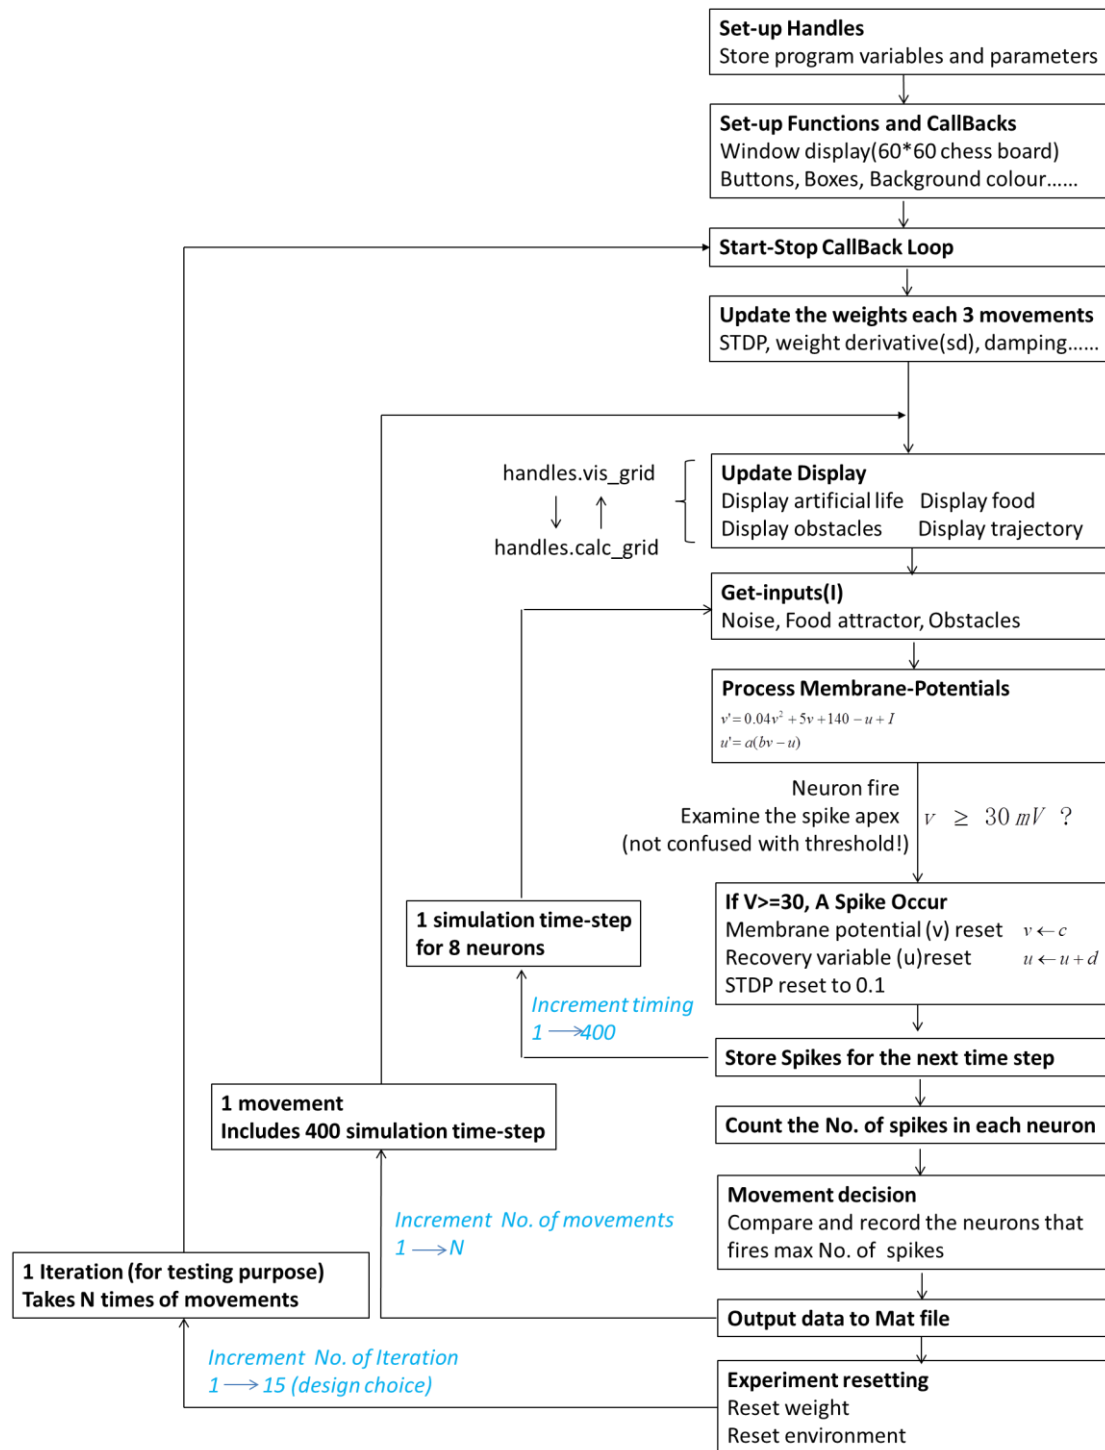 Set-up Handles
Store program variables and parameters
Set-up Functions and CallBacks
Window display(60*60 chess board)
Buttons, Boxes, Background colour......
Start-Stop CallBack Loop
Update the weights each 3 movements
STDP, weight derivative(sd), damping......
handles.vis_grid
handles.calc_grid
Update Display
Display artificial life Display food
Display obstacles Display trajectory
Get-inputs(I)
Noise, Food attractor, Obstacles
Process Membrane-Potentials
v'= 0.04v² + 5v + 140 − u + I
u'= a(bv − u)
Neuron fire
Examine the spike apex
(not confused with threshold!)
v ≥ 30 mV ?
If V>=30, A Spike Occur
Membrane potential (v) reset v ← c
Recovery variable (u)reset u ← u + d
STDP reset to 0.1
1 simulation time-step
for 8 neurons
Increment timing
1 → 400
Store Spikes for the next time step
1 movement
Includes 400 simulation time-step
Count the No. of spikes in each neuron
Movement decision
Compare and record the neurons that
fires max No. of spikes
Increment No. of movements
1 → N
1 Iteration (for testing purpose)
Takes N times of movements
Output data to Mat file
Increment No. of Iteration
1 → 15 (design choice)
Experiment resetting
Reset weight
Reset environment